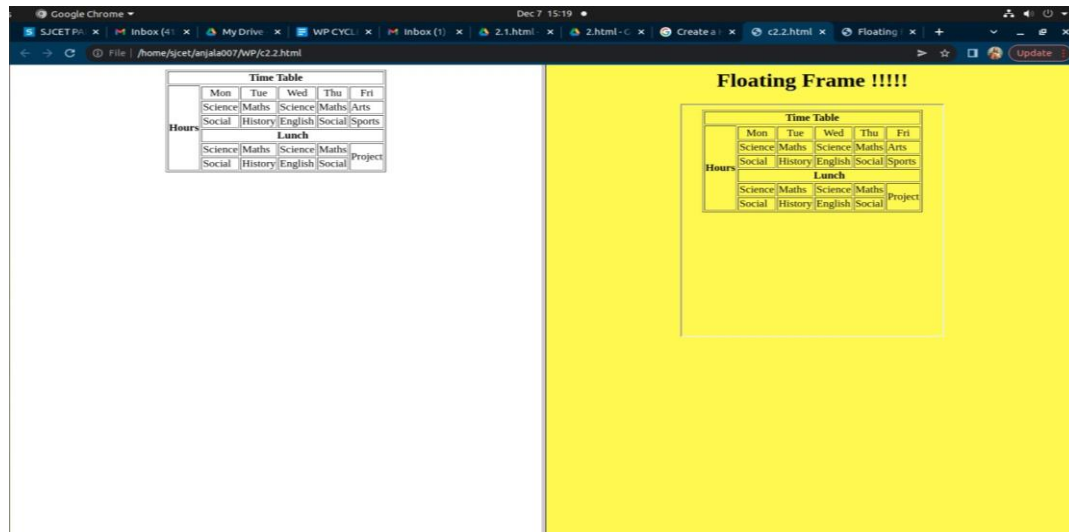 Google Chrome
Dec 7 15:19
SJCET PA
Inbox (41
My Drive
WP CYCL
Inbox (1)
2.1.html -
2.html - G
Create a
c2.2.html
Floating
File | /home/sjcet/anjala007/WP/c2.2.html
Update
Time Table
Hours
Mon Tue Wed Thu Fri
Science Maths Science Maths Arts
Social History English Social Sports
Lunch
Science Maths Science Maths Project
Social History English Social
Floating Frame !!!!!
Time Table
Hours
Mon Tue Wed Thu Fri
Science Maths Science Maths Arts
Social History English Social Sports
Lunch
Science Maths Science Maths Project
Social History English Social